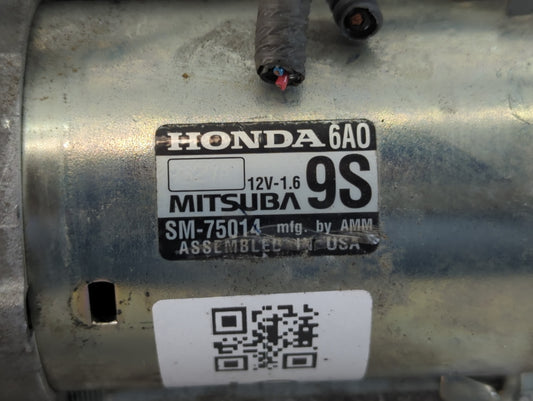 HONDA 6A0
12V-1.6 9S
MITSUBA
SM-75014 mfg. by AMM
ASSEMBLED IN USA